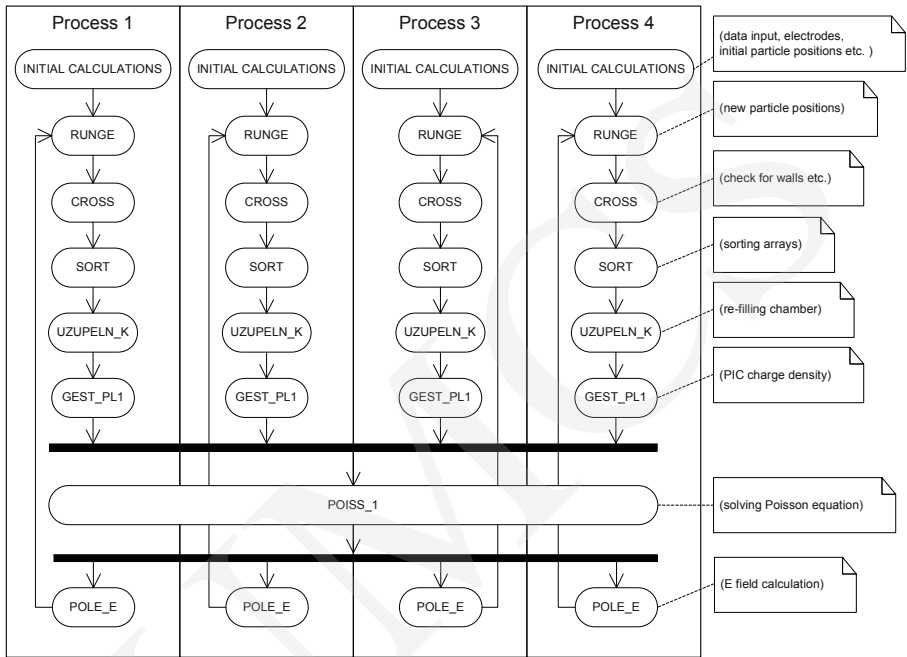 Process 1
Process 2
Process 3
Process 4
INITIAL CALCULATIONS
INITIAL CALCULATIONS
INITIAL CALCULATIONS
INITIAL CALCULATIONS
(data input, electrodes,
initial particle positions etc. )
RUNGE
RUNGE
RUNGE
RUNGE
(new particle positions)
CROSS
CROSS
CROSS
CROSS
(check for walls etc.)
SORT
SORT
SORT
SORT
(sorting arrays)
UZUPELN_K
UZUPELN_K
UZUPELN_K
UZUPELN_K
(re-filling chamber)
GEST_PL1
GEST_PL1
GEST_PL1
GEST_PL1
(PIC charge density)
POISS_1
(solving Poisson equation)
POLE_E
POLE_E
POLE_E
POLE_E
(E field calculation)
UMCS